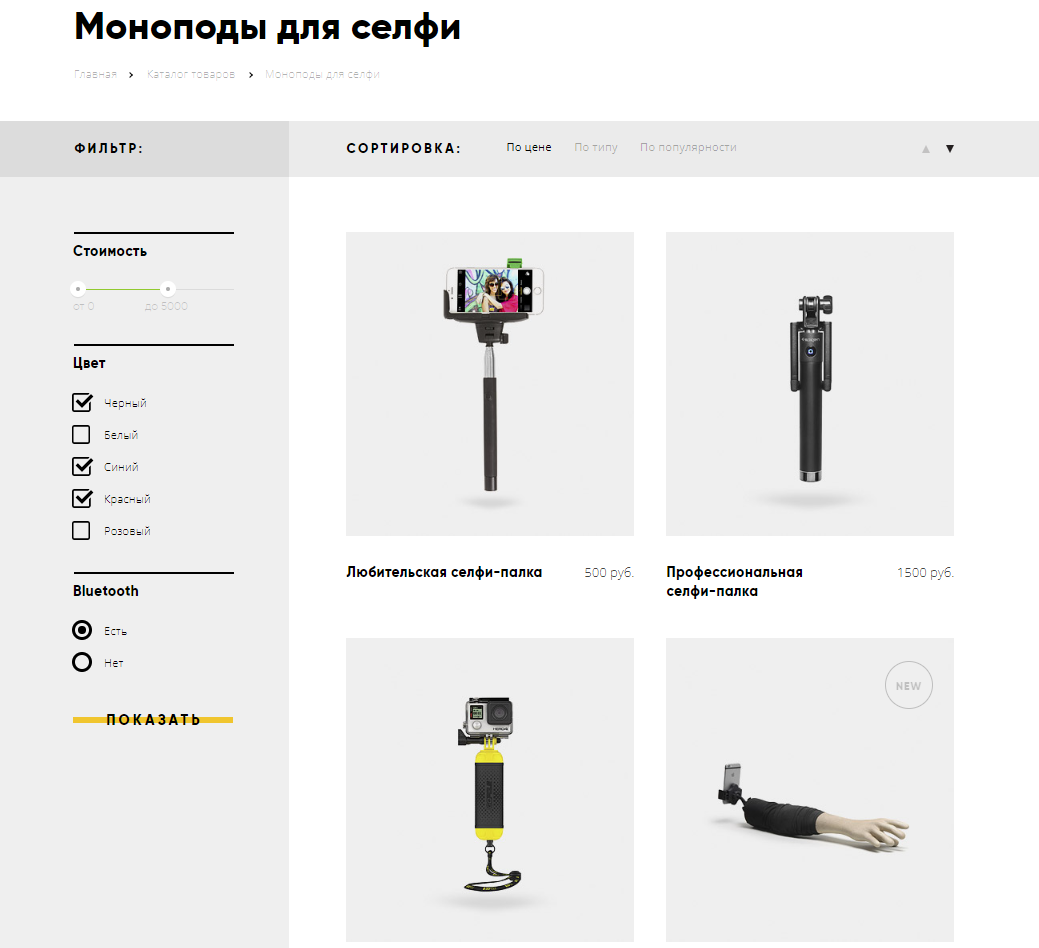 Моноподы для селфи
Главная
Каталог товаров
Моноподы для селфи
ФИЛЬТР:
СОРТИРОВКА:
По цене
По типу
По популярности
Стоимость
от 0
до 5000
Цвет
Черный
Белый
Синий
Красный
Розовый
Bluetooth
Есть
Нет
ПОКАЗАТЬ
Любительская селфи-палка
500 руб.
Профессиональная
селфи-палка
1500 руб.
NEW